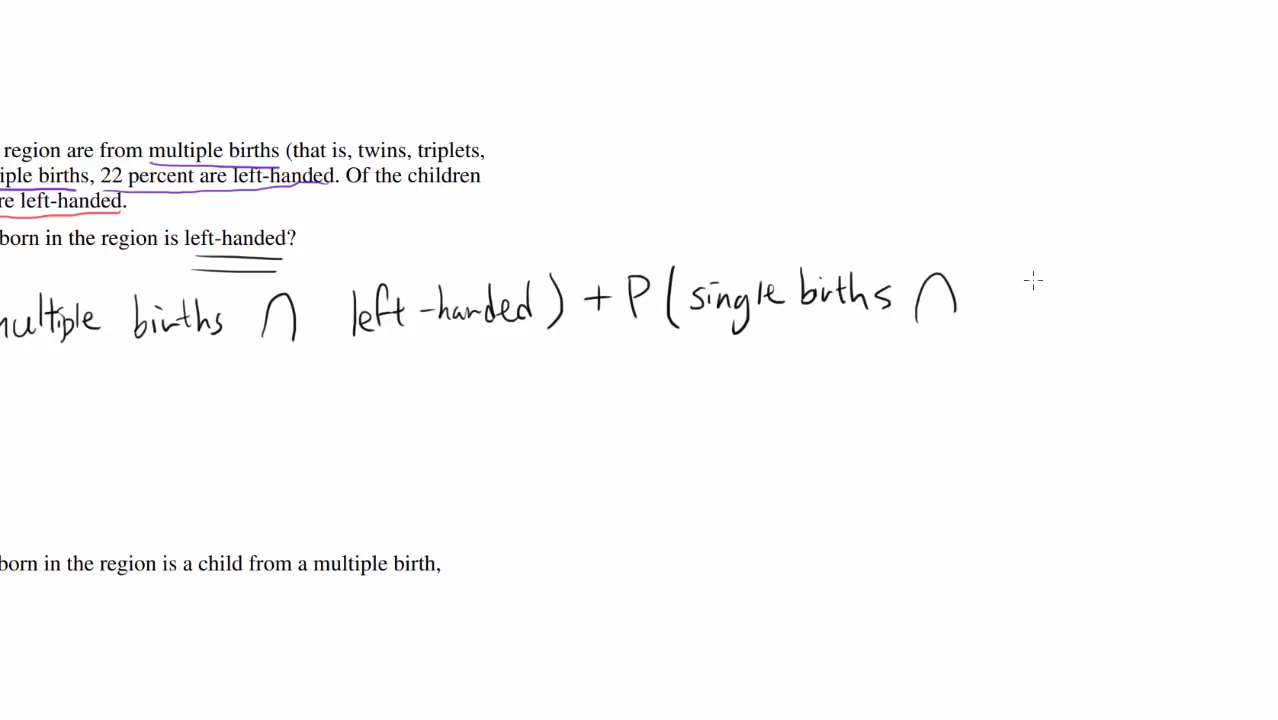 region are from multiple births (that is, twins, triplets,
iple births, 22 percent are left-handed. Of the children
re left-handed.
born in the region is left-handed?
multiple births ∩ left-handed) + P(single births ∩
born in the region is a child from a multiple birth,